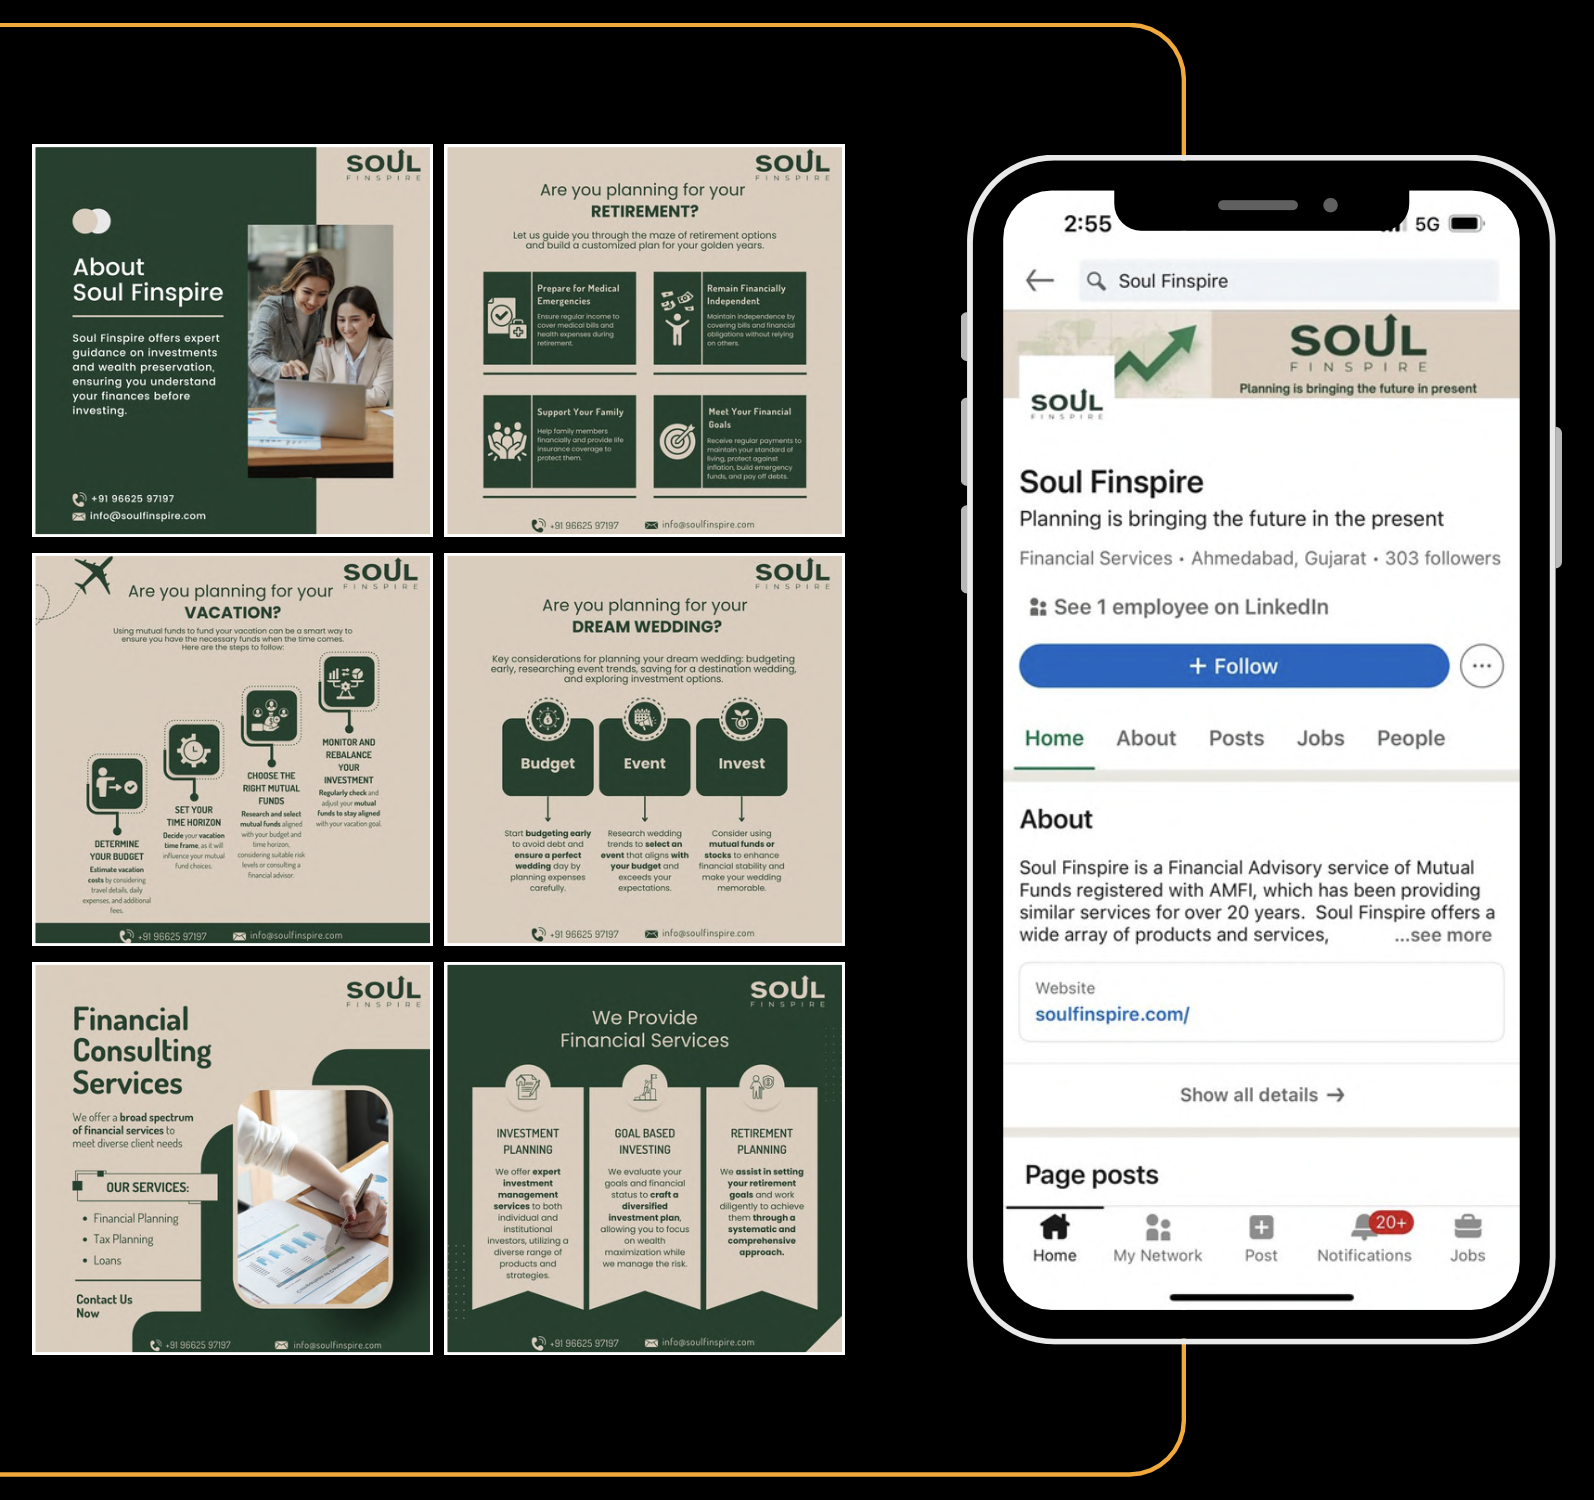 SOUL
FINSPIRE
About
Soul Finspire
Soul Finspire offers expert
guidance on investments
and wealth preservation,
ensuring you understand
your finances before
investing.
+91 96625 97197
info@soulfinspire.com
SOUL
FINSPIRE
Are you planning for your
RETIREMENT?
Let us guide you through the maze of retirement options
and build a customized plan for your golden years.
Prepare for Medical
Emergencies
Ensure regular income to
cover medical bills and
health expenses during
retirement.
Remain Financially
Independent
Maintain independence by
covering bills and financial
obligations without relying
on others.
Support Your Family
Help family members
financially and provide life
insurance coverage to
protect them.
Meet Your Financial
Goals
Receive regular payments to
maintain your standard of
living, protect against
inflation, build emergency
funds, and pay off debts.
+91 96625 97197
info@soulfinspire.com
SOUL
FINSPIRE
Are you planning for your
VACATION?
Using mutual funds to fund your vacation can be a smart way to
ensure you have the necessary funds when the time comes.
Here are the steps to follow:
DETERMINE
YOUR BUDGET
Estimate vacation
costs by considering
travel details, daily
expenses, and additional
fees.
SET YOUR
TIME HORIZON
Decide your vacation
time frame, as it will
influence your mutual
fund choices.
CHOOSE THE
RIGHT MUTUAL
FUNDS
Research and select
mutual funds aligned
with your budget and
time horizon,
considering suitable risk
levels or consulting a
financial advisor.
MONITOR AND
REBALANCE
YOUR
INVESTMENT
Regularly check and
adjust your mutual
funds to stay aligned
with your vacation goal.
+91 96625 97197
info@soulfinspire.com
SOUL
FINSPIRE
Are you planning for your
DREAM WEDDING?
Key considerations for planning your dream wedding: budgeting
early, researching event trends, saving for a destination wedding,
and exploring investment options.
Budget
Start budgeting early
to avoid debt and
ensure a perfect
wedding day by
planning expenses
carefully.
Event
Research wedding
trends to select an
event that aligns with
your budget and
exceeds your
expectations.
Invest
Consider using
mutual funds or
stocks to enhance
financial stability and
make your wedding
memorable.
+91 96625 97197
info@soulfinspire.com
SOUL
FINSPIRE
Financial
Consulting
Services
We offer a broad spectrum
of financial services to
meet diverse client needs
OUR SERVICES:
• Financial Planning
• Tax Planning
• Loans
Contact Us
Now
+91 96625 97197
info@soulfinspire.com
SOUL
FINSPIRE
We Provide
Financial Services
INVESTMENT
PLANNING
We offer expert
investment
management
services to both
individual and
institutional
investors, utilizing a
diverse range of
products and
strategies.
GOAL BASED
INVESTING
We evaluate your
goals and financial
status to craft a
diversified
investment plan,
allowing you to focus
on wealth
maximization while
we manage the risk.
RETIREMENT
PLANNING
We assist in setting
your retirement
goals and work
diligently to achieve
them through a
systematic and
comprehensive
approach.
+91 96625 97197
info@soulfinspire.com
2:55
5G
Soul Finspire
SOUL
FINSPIRE
Planning is bringing the future in present
SOUL
FINSPIRE
Soul Finspire
Planning is bringing the future in the present
Financial Services • Ahmedabad, Gujarat • 303 followers
See 1 employee on LinkedIn
+ Follow
Home About Posts Jobs People
About
Soul Finspire is a Financial Advisory service of Mutual
Funds registered with AMFI, which has been providing
similar services for over 20 years. Soul Finspire offers a
wide array of products and services, ...see more
Website
soulfinspire.com/
Show all details →
Page posts
20+
Home My Network Post Notifications Jobs